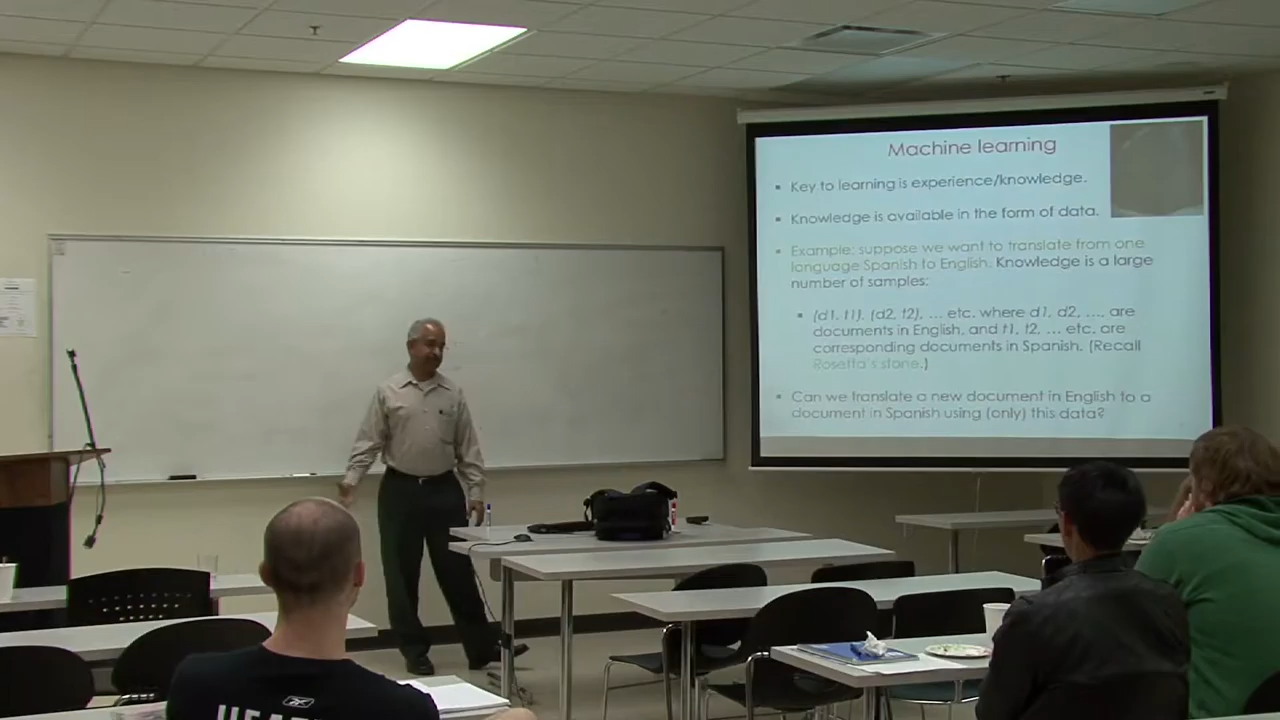 Machine learning
Key to learning is experience/knowledge.
Knowledge is available in the form of data.
Example: suppose we want to translate from one
language Spanish to English. Knowledge is a large
number of samples:
(d1, t1), (d2, t2), … etc. where d1, d2, …, are
documents in English, and t1, t2, … etc. are
corresponding documents in Spanish. (Recall
Rosetta's stone.)
Can we translate a new document in English to a
document in Spanish using (only) this data?